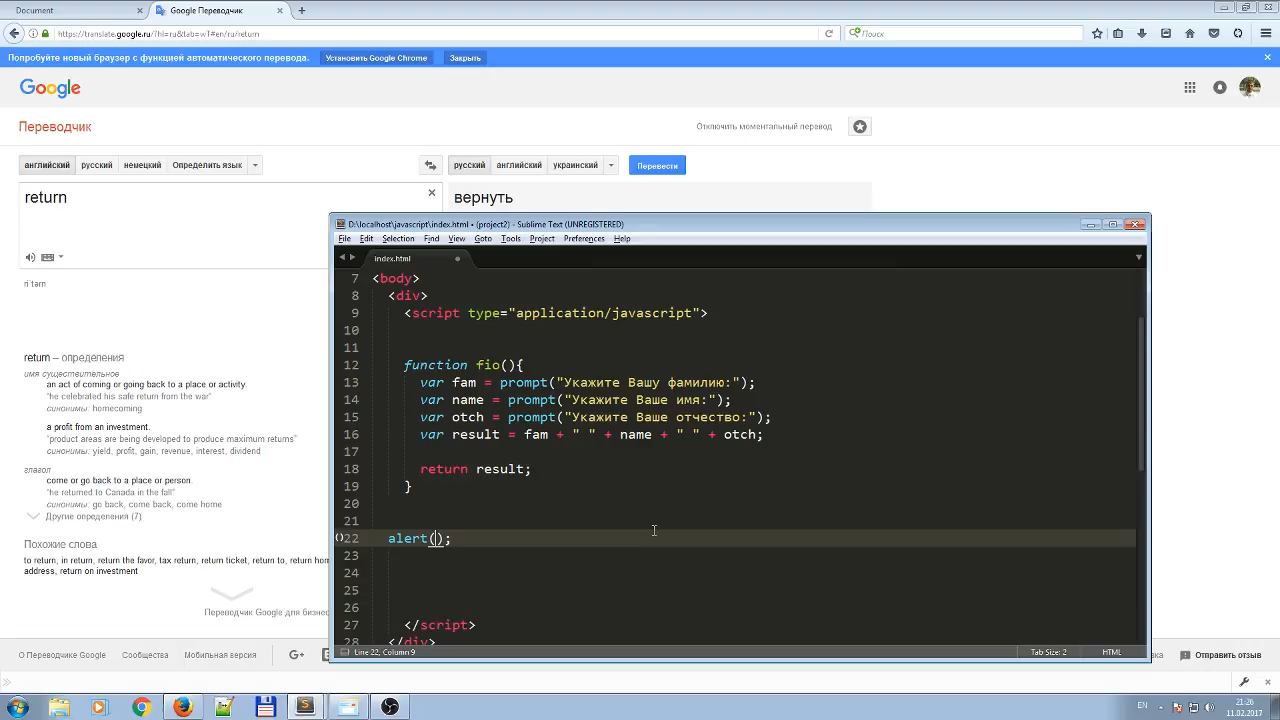 Document
Google Переводчик
https://translate.google.ru/?hl=ru&tab=wT#en/ru/return
Поиск
Попробуйте новый браузер с функцией автоматического перевода.
Установить Google Chrome
Закрыть
Google
Переводчик
Отключить моментальный перевод
английский русский немецкий Определить язык
русский английский украинский
Перевести
return
вернуть
riˈtərn
return – определения
имя существительное
an act of coming or going back to a place or activity.
"he celebrated his safe return from the war"
синонимы: homecoming
a profit from an investment.
"product areas are being developed to produce maximum returns"
синонимы: yield, profit, gain, revenue, interest, dividend
глагол
come or go back to a place or person.
"he returned to Canada in the fall"
синонимы: go back, come back, come home
Другие определения (7)
Похожие слова
to return, in return, the return, tax return, return ticket, return to, return
address, return on investment
Переводчик Google для
О Переводчике Google Сообщества Мобильная версия
G+
Отправить отзыв
D:\localhost\javascript\index.html • (project2) - Sublime Text (UNREGISTERED)
File Edit Selection Find View Goto Tools Project Preferences Help
index.html
7 <body>
8 <div>
9 <script type="application/javascript">
10
11
12 function fio(){
13 var fam = prompt("Укажите Вашу фамилию:");
14 var name = prompt("Укажите Ваше имя:");
15 var otch = prompt("Укажите Ваше отчество:");
16 var result = fam + " " + name + " " + otch;
17
18 return result;
19 }
20
21
22 alert();
23
24
25
26
27 </script>
28 </div>
Line 22, Column 9
Tab Size: 2
HTML
EN
21:26
11.02.2017